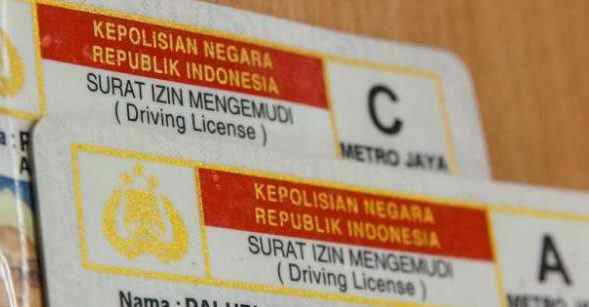 KEPOLISIAN NEGARA
REPUBLIK INDONESIA
SURAT IZIN MENGEMUDI
( Driving License )
C
METRO JAYA
KEPOLISIAN NEGARA
REPUBLIK INDONESIA
SURAT IZIN MENGEMUDI
( Driving License )
A
METRO
Nama :